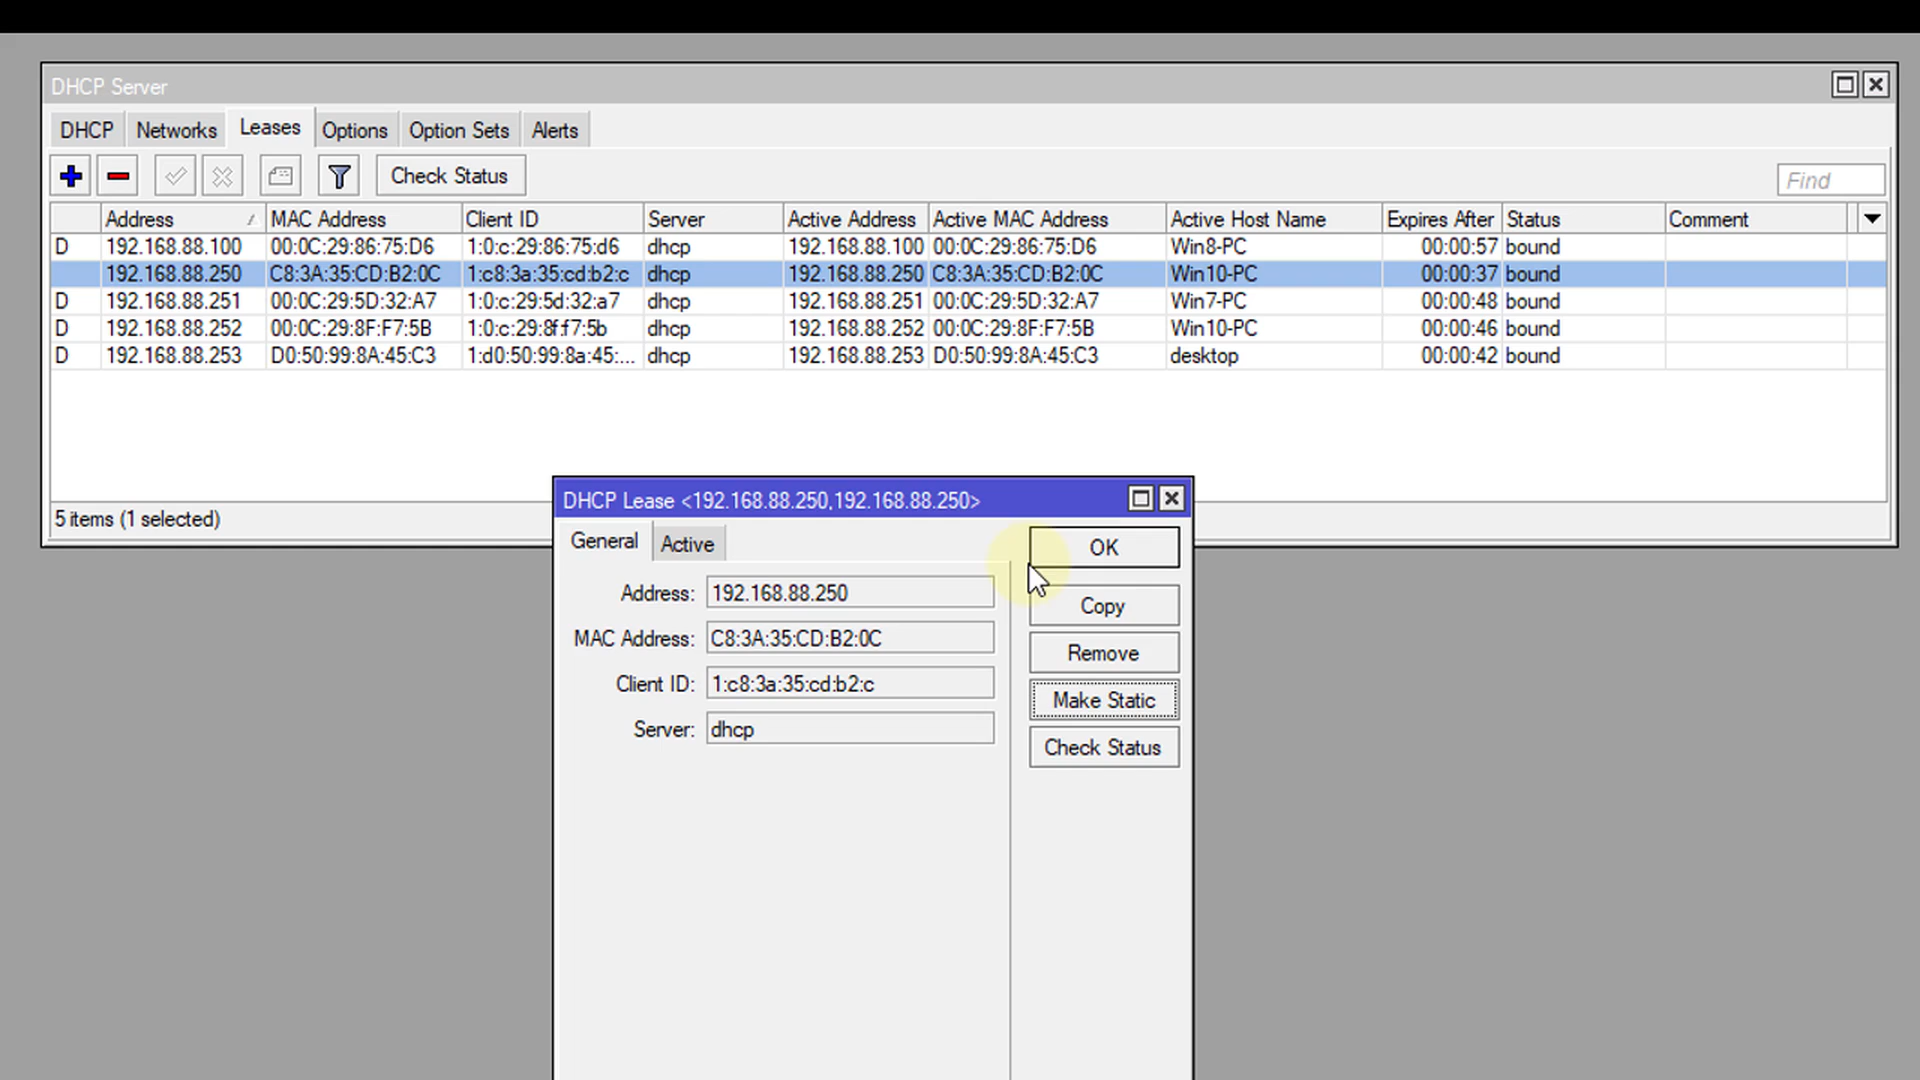 DHCP Server
DHCP Networks Leases Options Option Sets Alerts
Check Status Find
Address MAC Address Client ID Server Active Address Active MAC Address Active Host Name Expires After Status Comment
D 192.168.88.100 00:0C:29:86:75:D6 1:0:c:29:86:75:d6 dhcp 192.168.88.100 00:0C:29:86:75:D6 Win8-PC 00:00:57 bound
192.168.88.250 C8:3A:35:CD:B2:0C 1:c8:3a:35:cd:b2:c dhcp 192.168.88.250 C8:3A:35:CD:B2:0C Win10-PC 00:00:37 bound
D 192.168.88.251 00:0C:29:5D:32:A7 1:0:c:29:5d:32:a7 dhcp 192.168.88.251 00:0C:29:5D:32:A7 Win7-PC 00:00:48 bound
D 192.168.88.252 00:0C:29:8F:F7:5B 1:0:c:29:8f:f7:5b dhcp 192.168.88.252 00:0C:29:8F:F7:5B Win10-PC 00:00:46 bound
D 192.168.88.253 D0:50:99:8A:45:C3 1:d0:50:99:8a:45:... dhcp 192.168.88.253 D0:50:99:8A:45:C3 desktop 00:00:42 bound
5 items (1 selected)
DHCP Lease <192.168.88.250,192.168.88.250>
General Active
OK
Address: 192.168.88.250
Copy
MAC Address: C8:3A:35:CD:B2:0C
Remove
Client ID: 1:c8:3a:35:cd:b2:c
Make Static
Server: dhcp
Check Status